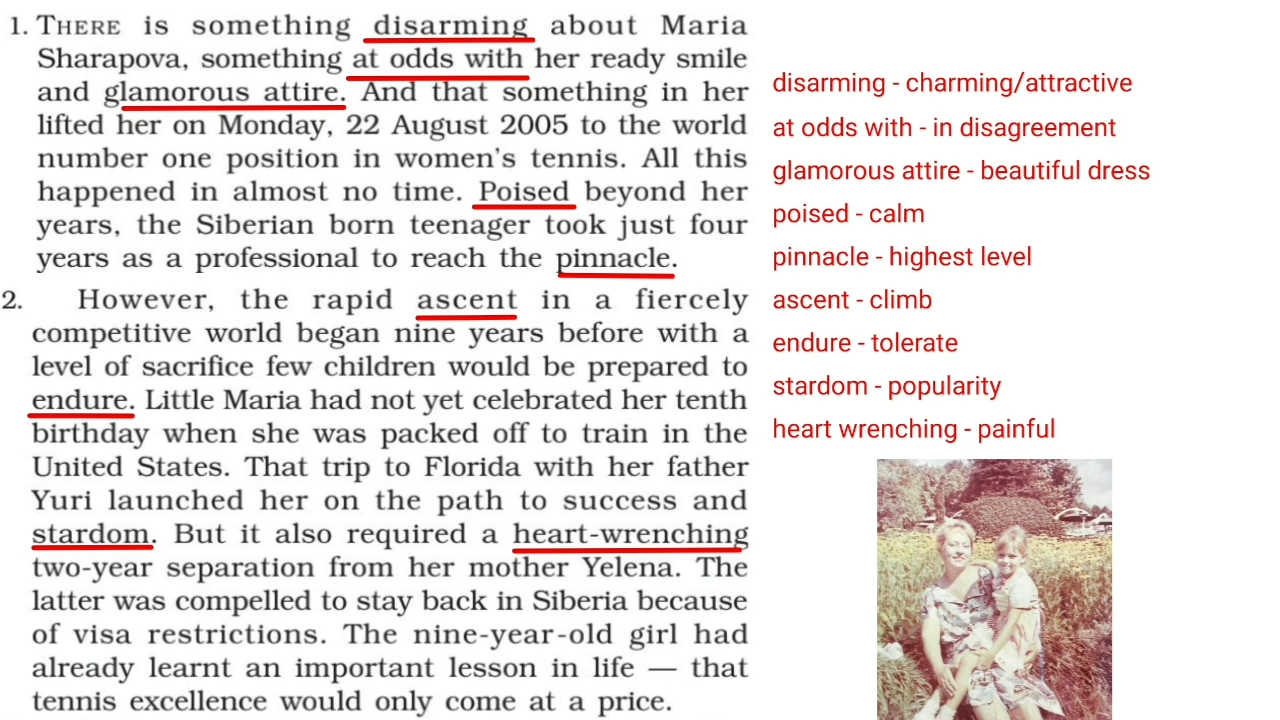 1. THERE is something disarming about Maria
Sharapova, something at odds with her ready smile
and glamorous attire. And that something in her
lifted her on Monday, 22 August 2005 to the world
number one position in women's tennis. All this
happened in almost no time. Poised beyond her
years, the Siberian born teenager took just four
years as a professional to reach the pinnacle.
2. However, the rapid ascent in a fiercely
competitive world began nine years before with a
level of sacrifice few children would be prepared to
endure. Little Maria had not yet celebrated her tenth
birthday when she was packed off to train in the
United States. That trip to Florida with her father
Yuri launched her on the path to success and
stardom. But it also required a heart-wrenching
two-year separation from her mother Yelena. The
latter was compelled to stay back in Siberia because
of visa restrictions. The nine-year-old girl had
already learnt an important lesson in life — that
tennis excellence would only come at a price.
disarming - charming/attractive
at odds with - in disagreement
glamorous attire - beautiful dress
poised - calm
pinnacle - highest level
ascent - climb
endure - tolerate
stardom - popularity
heart wrenching - painful